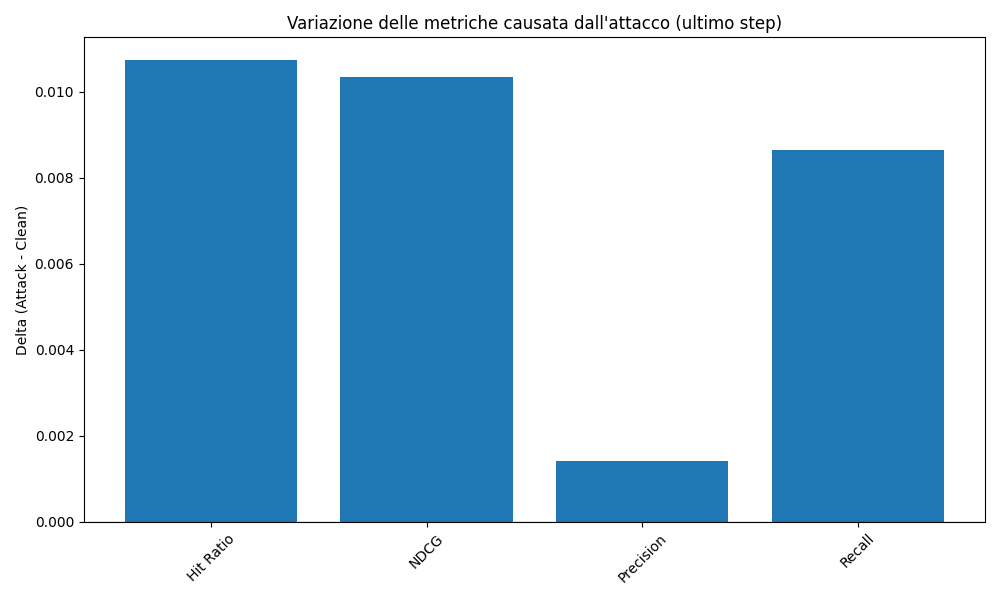 Variazione delle metriche causata dall'attacco (ultimo step)
Delta (Attack - Clean)
0.010
0.008
0.006
0.004
0.002
0.000
Hit Ratio
NDCG
Precision
Recall